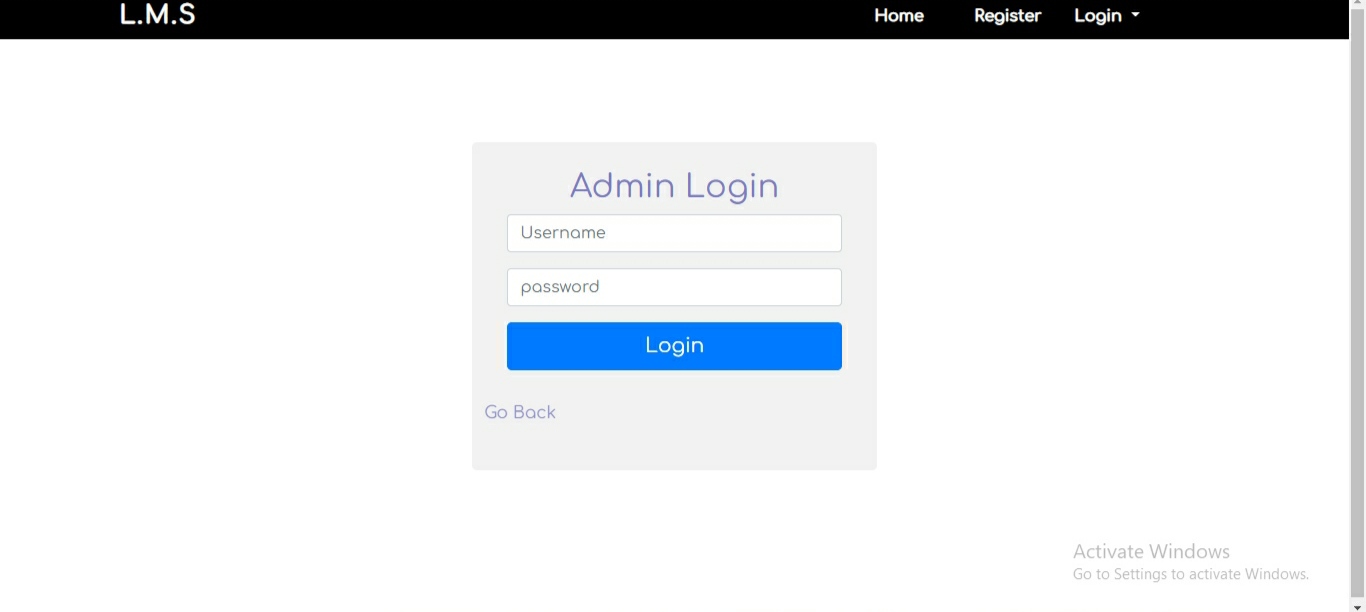 L.M.S
Home Register Login
Admin Login
Username
password
Login
Go Back
Activate Windows
Go to Settings to activate Windows.